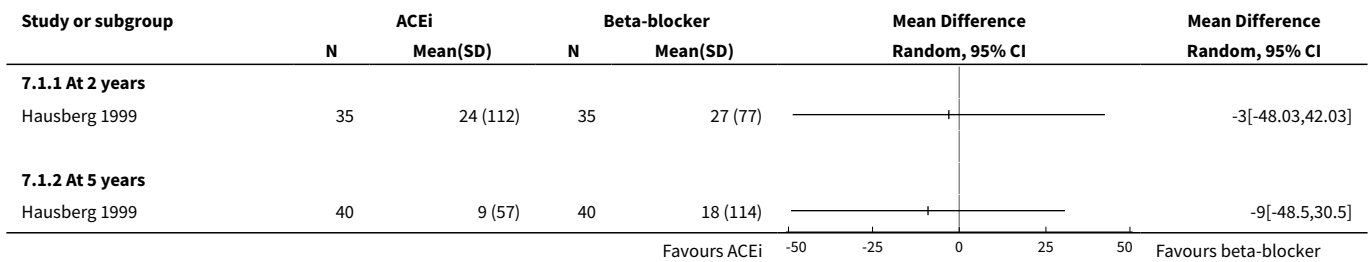 Study or subgroup ACEi Beta-blocker Mean Difference Mean Difference
N Mean(SD) N Mean(SD) Random, 95% CI Random, 95% CI
7.1.1 At 2 years
Hausberg 1999 35 24 (112) 35 27 (77) -3[-48.03,42.03]
7.1.2 At 5 years
Hausberg 1999 40 9 (57) 40 18 (114) -9[-48.5,30.5]
Favours ACEi -50 -25 0 25 50 Favours beta-blocker